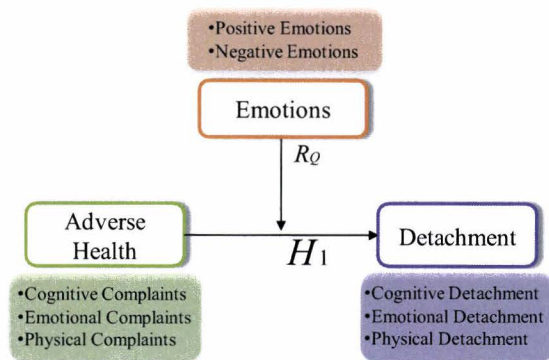 •Positive Emotions
•Negative Emotions
Emotions
RQ
Adverse
Health
H1
Detachment
•Cognitive Complaints
•Emotional Complaints
•Physical Complaints
•Cognitive Detachment
•Emotional Detachment
•Physical Detachment